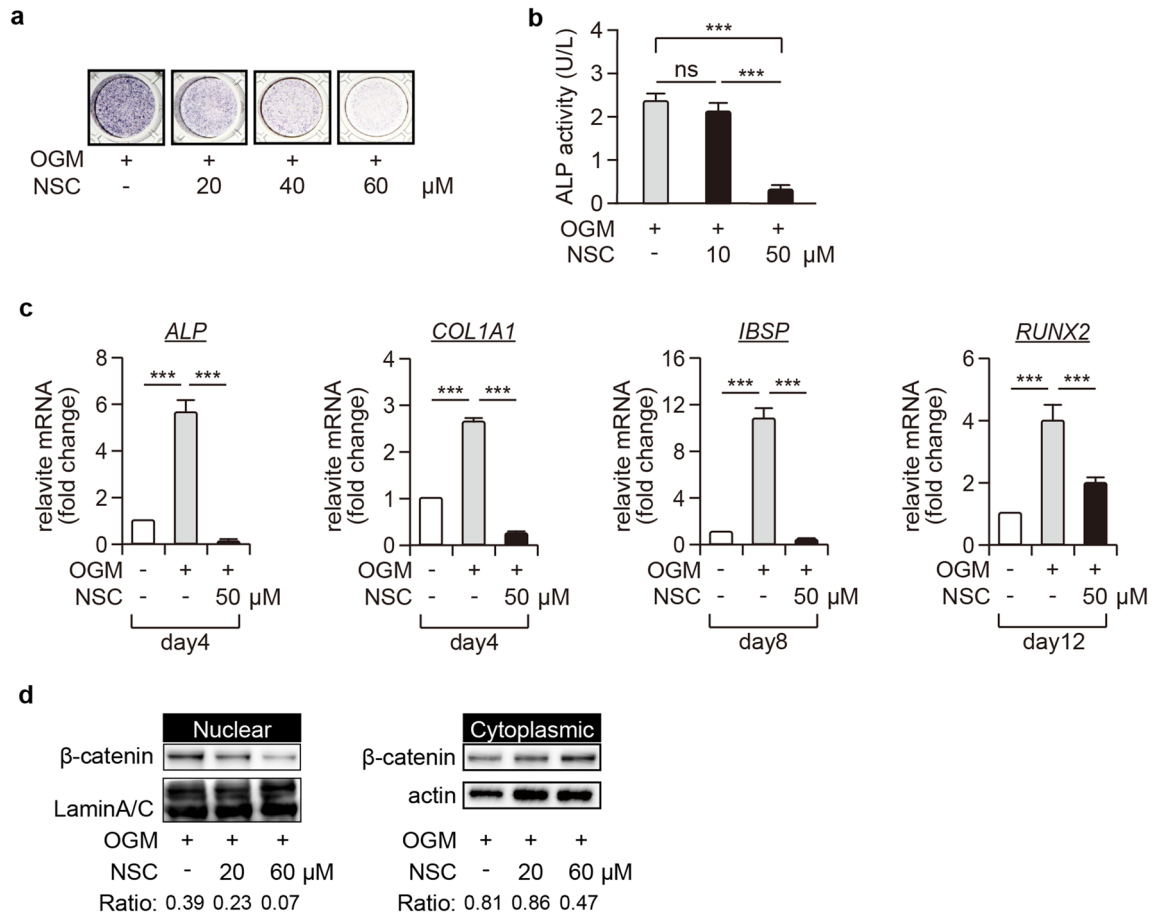 a
OGM + + + +
NSC - 20 40 60 μM
b
ALP activity (U/L)
4
3
2
1
0
***
ns ***
OGM + + +
NSC - 10 50 μM
c
ALP
relavite mRNA
(fold change)
8
6
4
2
0
*** ***
OGM - + +
NSC - - 50 μM
day4
COL1A1
relavite mRNA
(fold change)
4
3
2
1
0
*** ***
OGM - + +
NSC - - 50 μM
day4
IBSP
relavite mRNA
(fold change)
16
12
8
4
0
*** ***
OGM - + +
NSC - - 50 μM
day8
RUNX2
relavite mRNA
(fold change)
6
4
2
0
*** ***
OGM - + +
NSC - - 50 μM
day12
d
Nuclear
β-catenin
LaminA/C
OGM + + +
NSC - 20 60 μM
Ratio: 0.39 0.23 0.07
Cytoplasmic
β-catenin
actin
OGM + + +
NSC - 20 60 μM
Ratio: 0.81 0.86 0.47